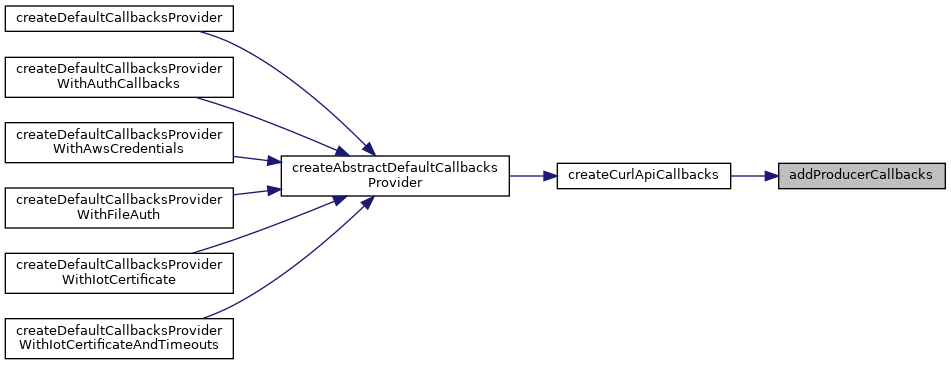 createDefaultCallbacksProvider
createDefaultCallbacksProvider
WithAuthCallbacks
createDefaultCallbacksProvider
WithAwsCredentials
createDefaultCallbacksProvider
WithFileAuth
createDefaultCallbacksProvider
WithIotCertificate
createDefaultCallbacksProvider
WithIotCertificateAndTimeouts
createAbstractDefaultCallbacks
Provider
createCurlApiCallbacks
addProducerCallbacks